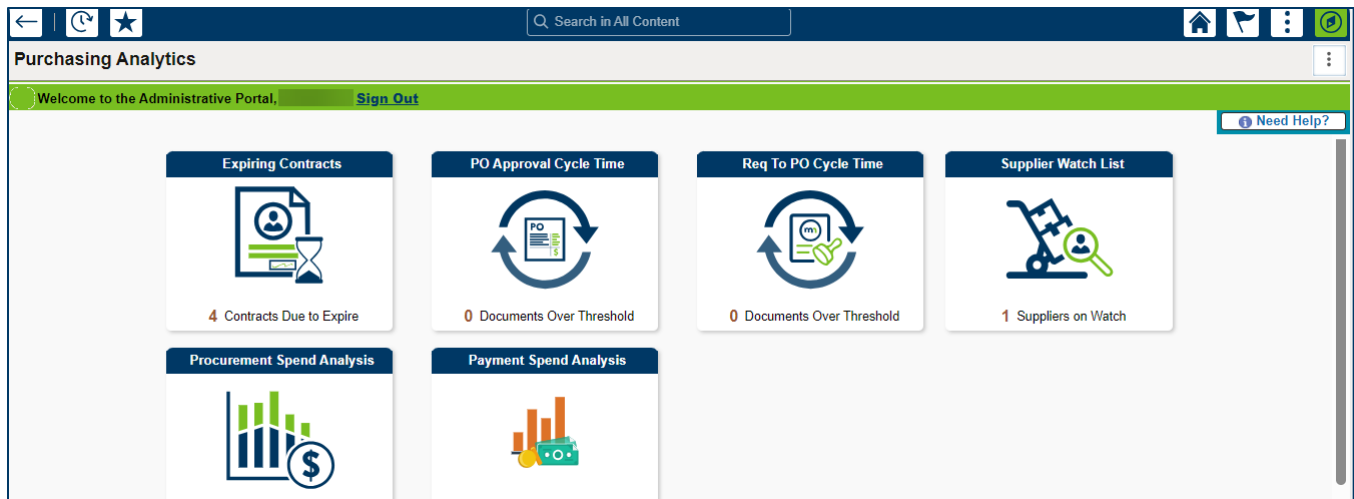 Search in All Content
Purchasing Analytics
Welcome to the Administrative Portal, Sign Out
Need Help?
Expiring Contracts
4 Contracts Due to Expire
PO Approval Cycle Time
PO
$
0 Documents Over Threshold
Req To PO Cycle Time
0 Documents Over Threshold
Supplier Watch List
1 Suppliers on Watch
Procurement Spend Analysis
$
Payment Spend Analysis